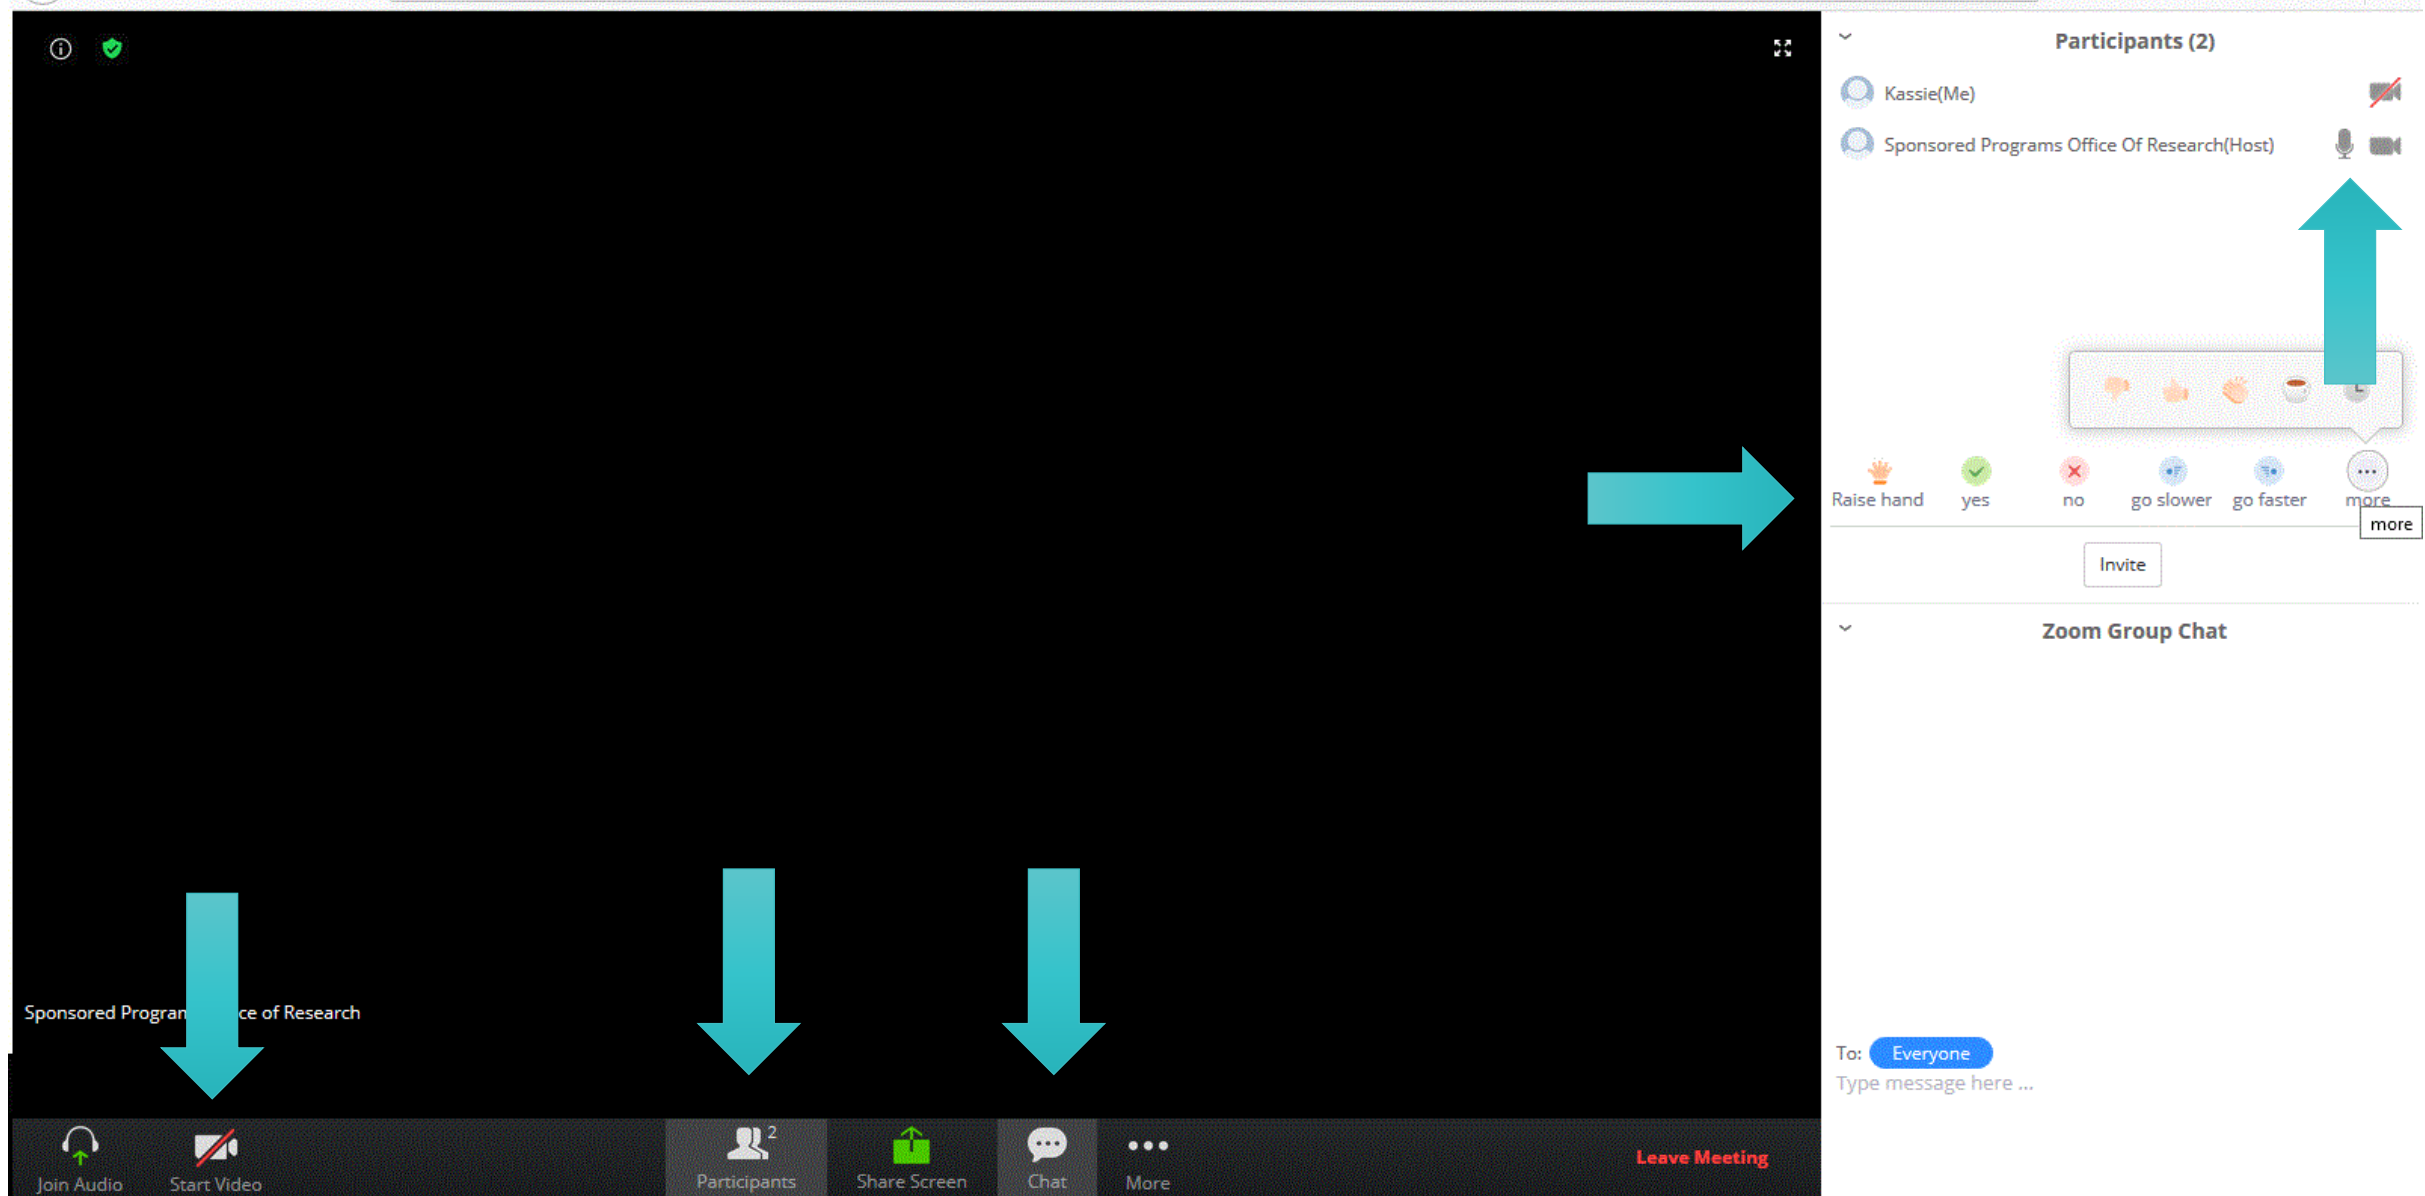 Participants (2)
Kassie(Me)
Sponsored Programs Office Of Research(Host)
Raise hand yes no go slower go faster more
more
Invite
Zoom Group Chat
Sponsored of Research
To: Everyone
Type message here ...
Join Audio Start Video 2 Participants Share Screen Chat More Leave Meeting